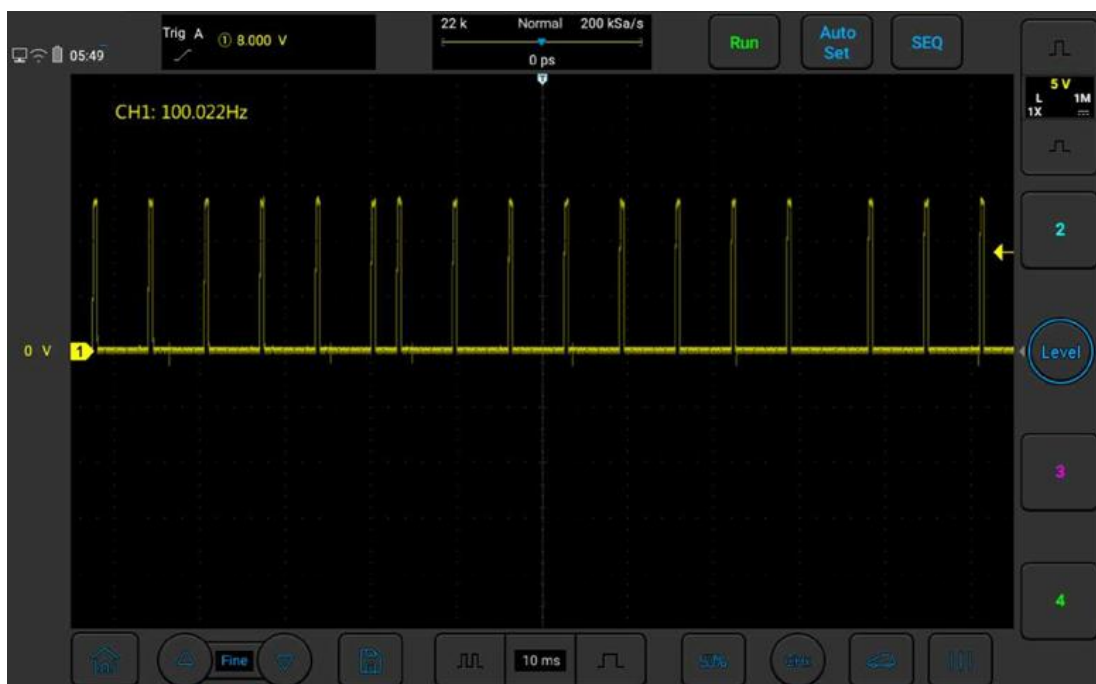 05:49
Trig A
① 8.000 V
22 k Normal 200 kSa/s
0 ps
T
Run
Auto
Set
SEQ
5 V
L 1M
1X
CH1: 100.022Hz
2
0 V
1
Level
3
4
Fine
10 ms
50%